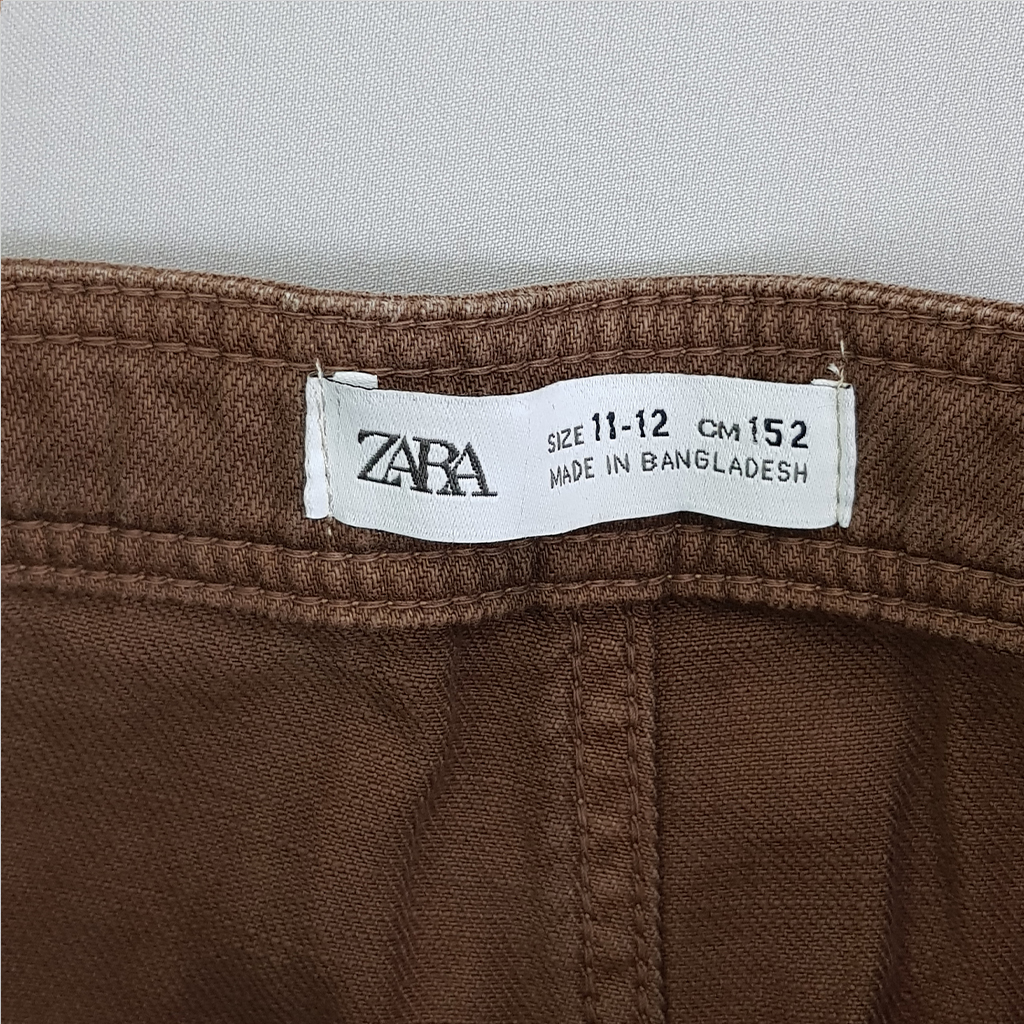 ZARA
SIZE 11-12 CM 152
MADE IN BANGLADESH